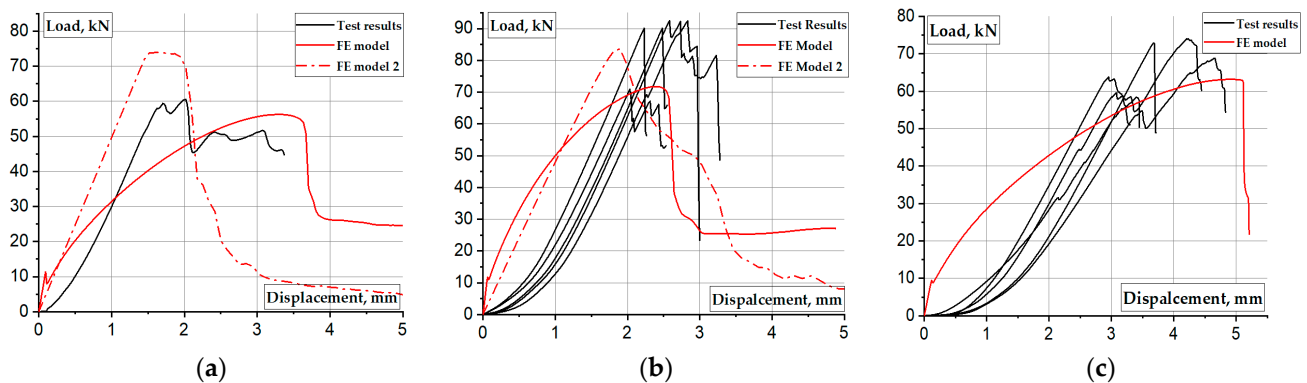 Load, kN
Test results
FE model
FE model 2
80
70
60
50
40
30
20
10
0
Displacement, mm
0 1 2 3 4 5
(a)
Load, kN
Test Results
FE Model
FE Model 2
95
90
80
70
60
50
40
30
20
10
0
Dispalcement, mm
0 1 2 3 4 5
(b)
Load, kN
Test results
FE model
80
70
60
50
40
30
20
10
0
Dispalcement, mm
0 1 2 3 4 5
(c)